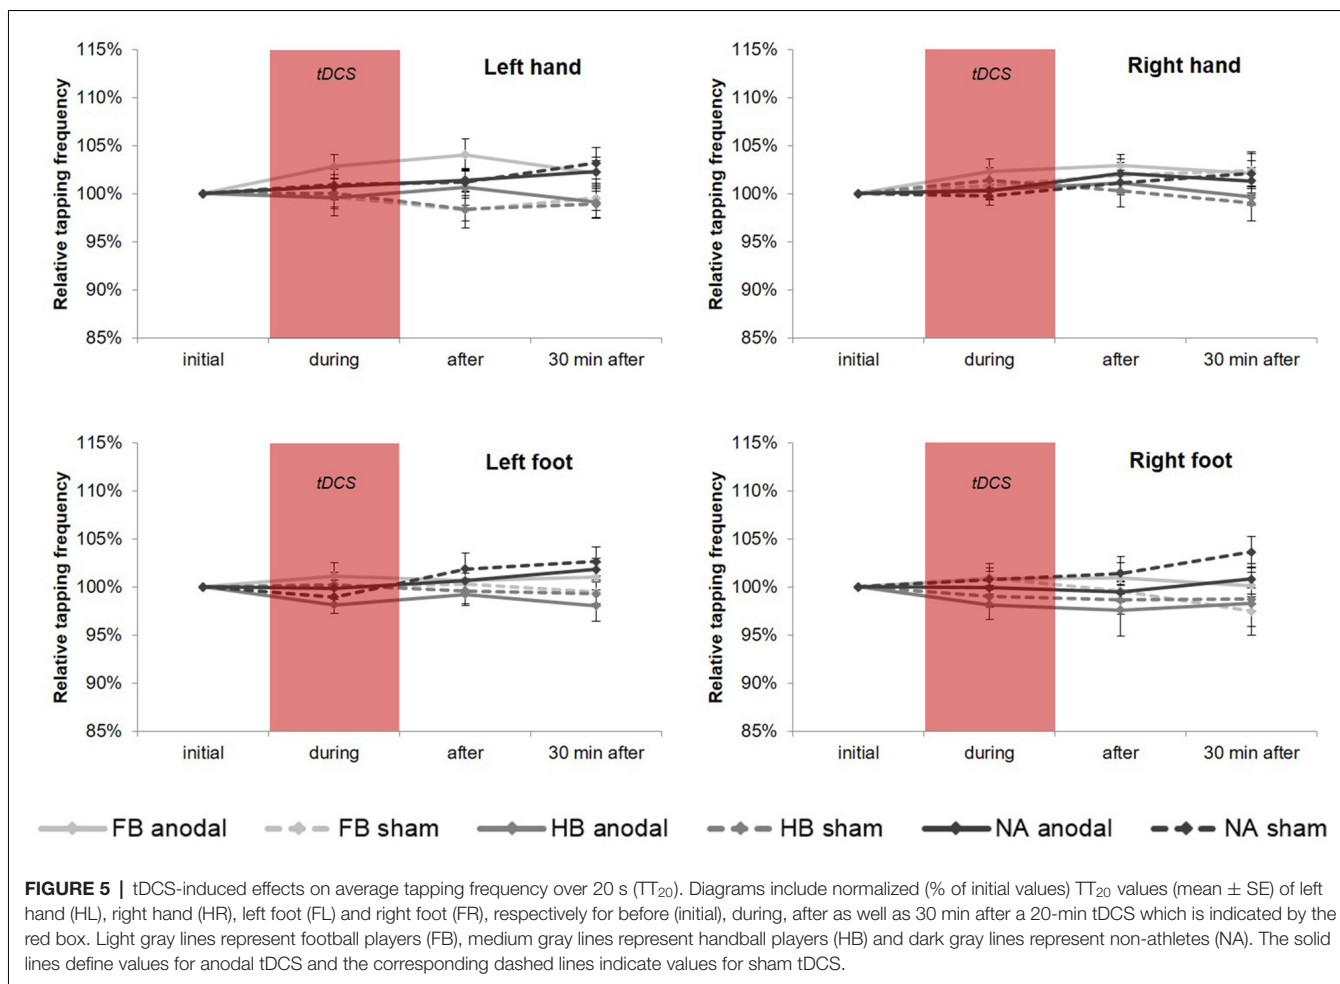 115%
110%
105%
100%
95%
90%
85%
Relative tapping frequency
tDCS
Left hand
initial during after 30 min after
115%
110%
105%
100%
95%
90%
85%
Relative tapping frequency
tDCS
Right hand
initial during after 30 min after
115%
110%
105%
100%
95%
90%
85%
Relative tapping frequency
tDCS
Left foot
initial during after 30 min after
115%
110%
105%
100%
95%
90%
85%
Relative tapping frequency
tDCS
Right foot
initial during after 30 min after
FB anodal FB sham HB anodal HB sham NA anodal NA sham
FIGURE 5 | tDCS-induced effects on average tapping frequency over 20 s (TT20). Diagrams include normalized (% of initial values) TT20 values (mean ± SE) of left
hand (HL), right hand (HR), left foot (FL) and right foot (FR), respectively for before (initial), during, after as well as 30 min after a 20-min tDCS which is indicated by the
red box. Light gray lines represent football players (FB), medium gray lines represent handball players (HB) and dark gray lines represent non-athletes (NA). The solid
lines define values for anodal tDCS and the corresponding dashed lines indicate values for sham tDCS.